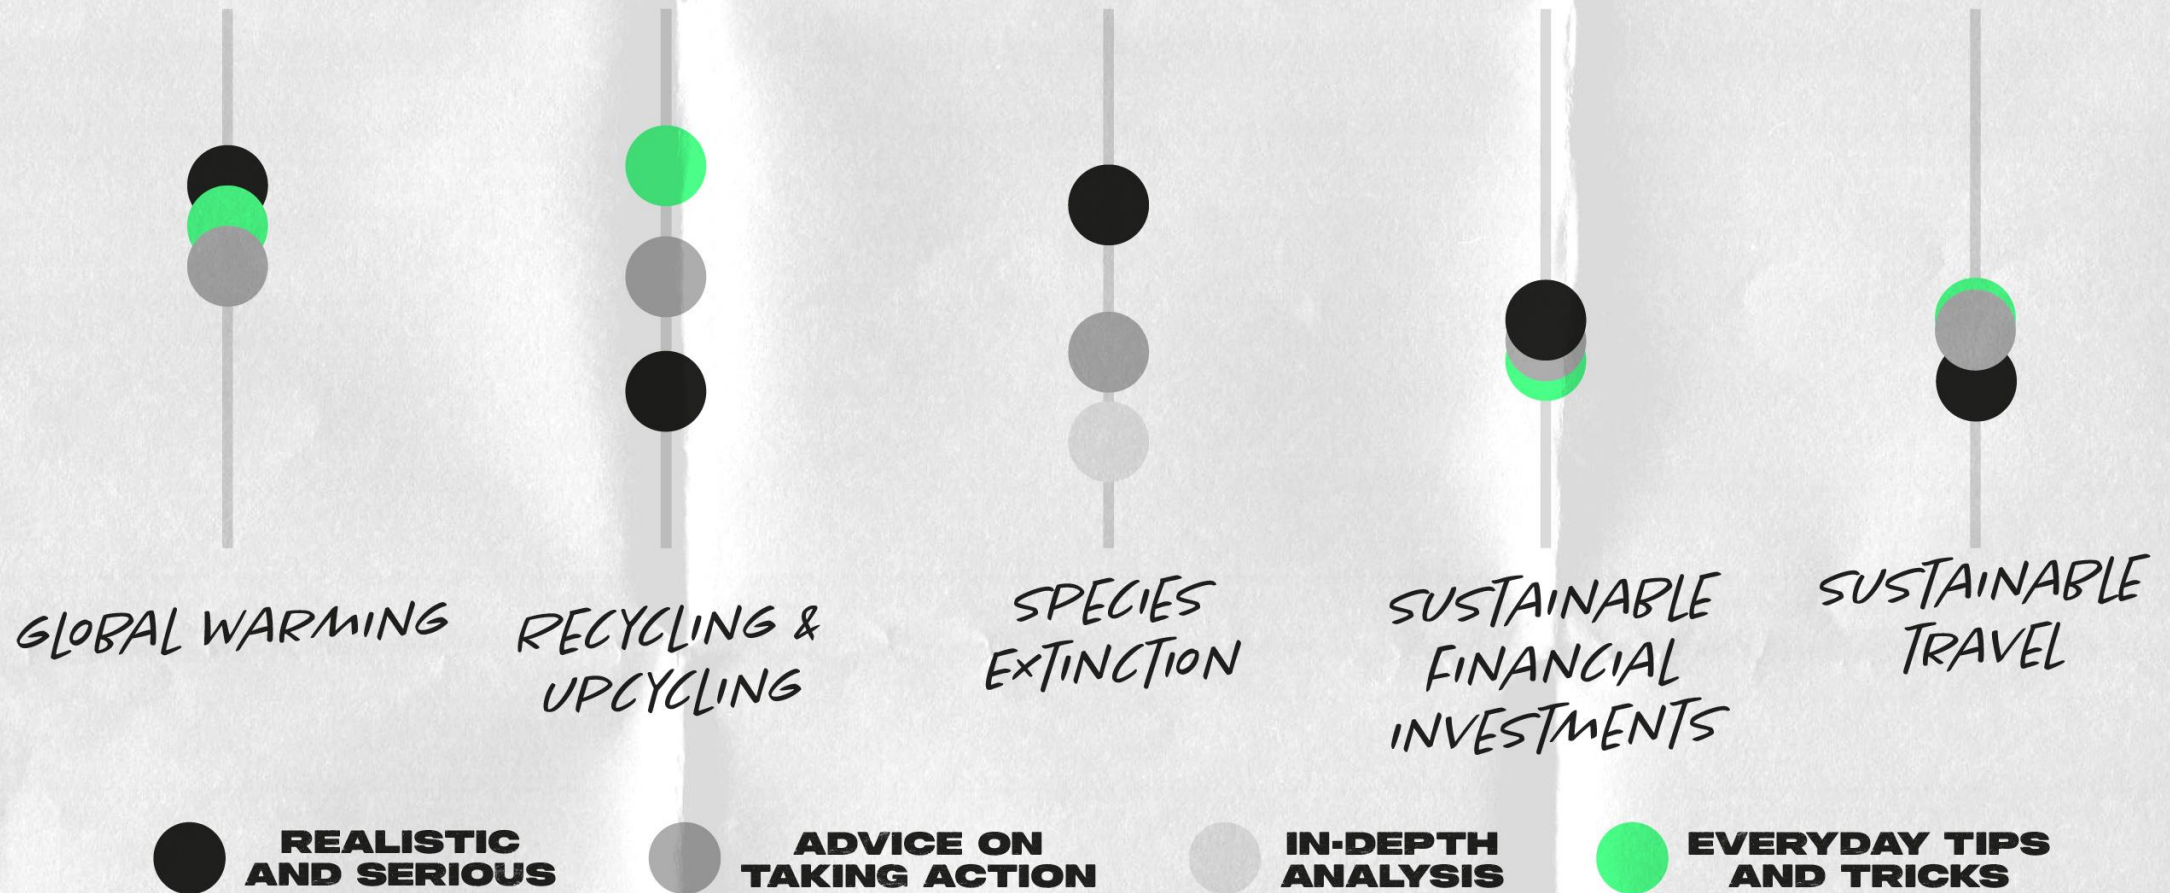 GLOBAL WARMING
RECYCLING &
UPCYCLING
SPECIES
EXTINCTION
SUSTAINABLE
FINANCIAL
INVESTMENTS
SUSTAINABLE
TRAVEL
REALISTIC
AND SERIOUS
ADVICE ON
TAKING ACTION
IN-DEPTH
ANALYSIS
EVERYDAY TIPS
AND TRICKS